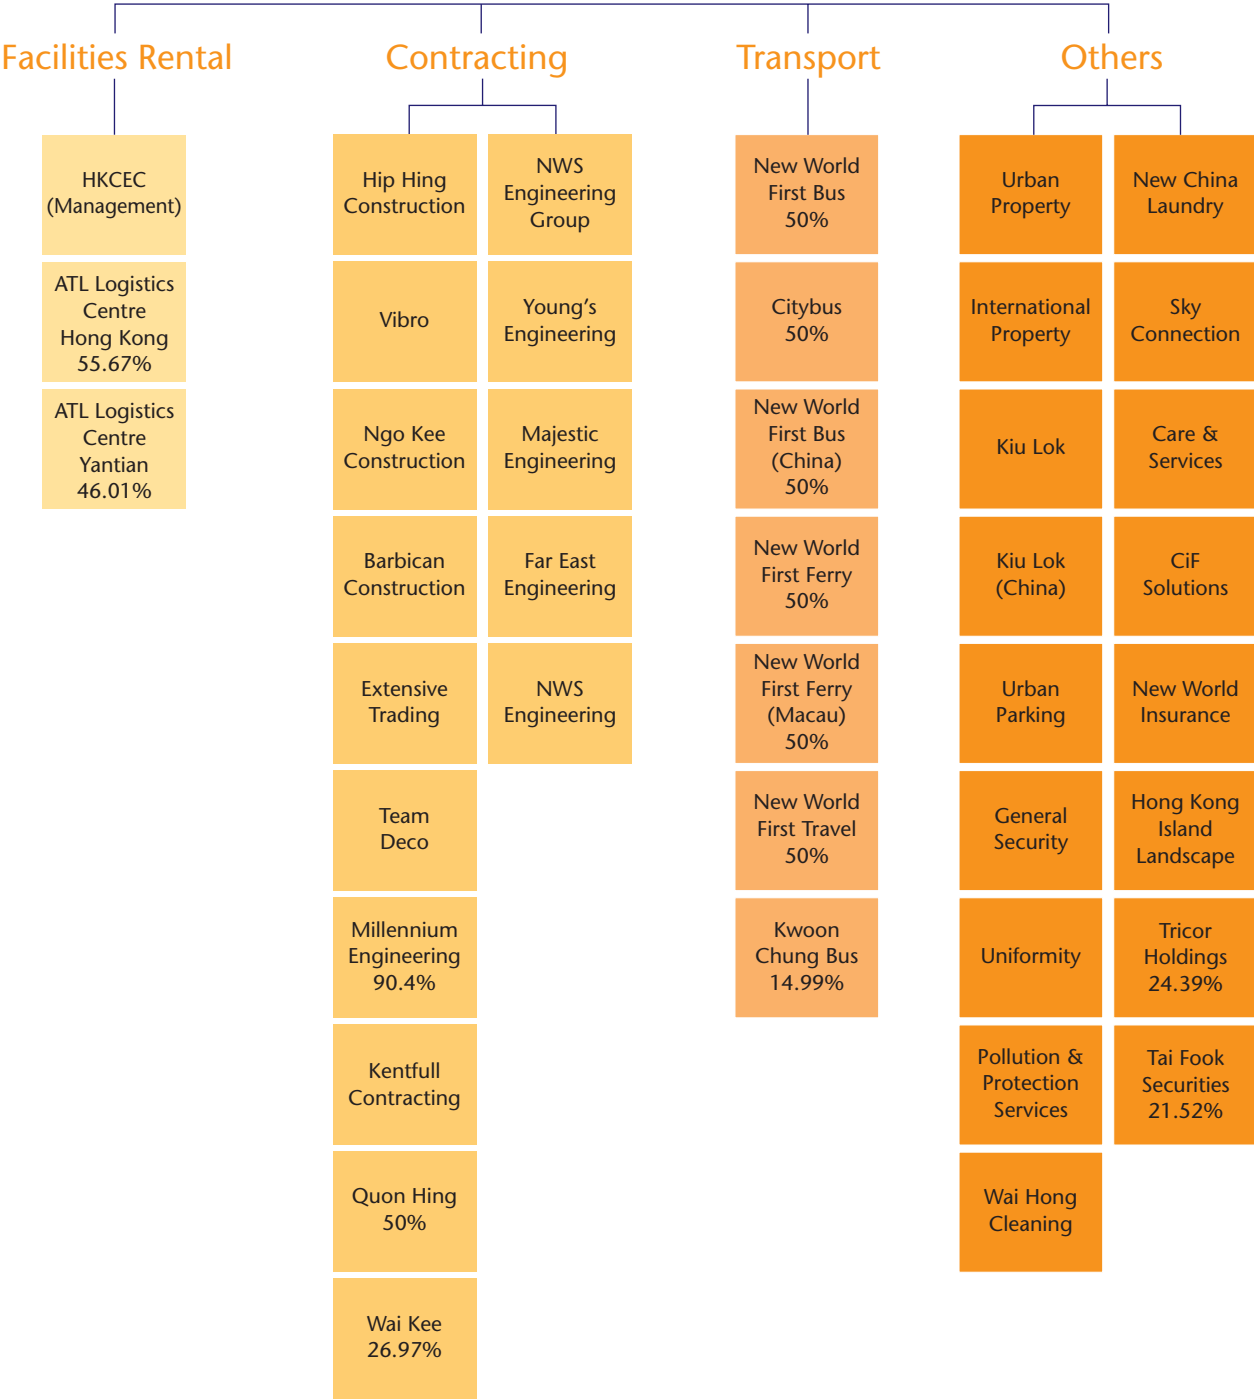 Facilities Rental
HKCEC
(Management)
ATL Logistics
Centre
Hong Kong
55.67%
ATL Logistics
Centre
Yantian
46.01%
Contracting
Hip Hing
Construction
Vibro
Ngo Kee
Construction
Barbican
Construction
Extensive
Trading
Team
Deco
Millennium
Engineering
90.4%
Kentfull
Contracting
Quon Hing
50%
Wai Kee
26.97%
NWS
Engineering
Group
Young's
Engineering
Majestic
Engineering
Far East
Engineering
NWS
Engineering
Transport
New World
First Bus
50%
Citybus
50%
New World
First Bus
(China)
50%
New World
First Ferry
50%
New World
First Ferry
(Macau)
50%
New World
First Travel
50%
Kwoon
Chung Bus
14.99%
Others
Urban
Property
International
Property
Kiu Lok
Kiu Lok
(China)
Urban
Parking
General
Security
Uniformity
Pollution &
Protection
Services
Wai Hong
Cleaning
New China
Laundry
Sky
Connection
Care &
Services
CiF
Solutions
New World
Insurance
Hong Kong
Island
Landscape
Tricor
Holdings
24.39%
Tai Fook
Securities
21.52%